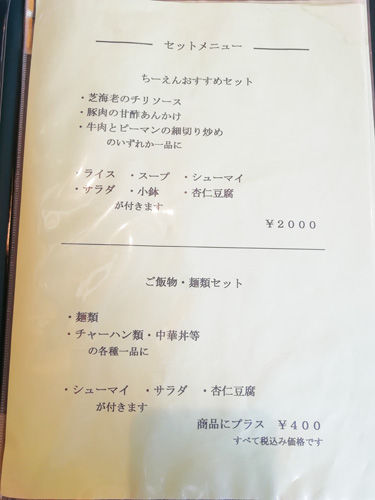 セットメニュー
ちーえんおすすめセット
・芝海老のチリソース
・豚肉の甘酢あんかけ
・牛肉とピーマンの細切り炒め
のいずれか一品に
・ライス ・スープ ・シューマイ
・サラダ ・小鉢 ・杏仁豆腐
が付きます
￥２０００
ご飯物・麺類セット
・麺類
・チャーハン類・中華丼等
の各種一品に
・シューマイ ・サラダ ・杏仁豆腐
が付きます
商品にプラス ￥４００
すべて税込み価格です